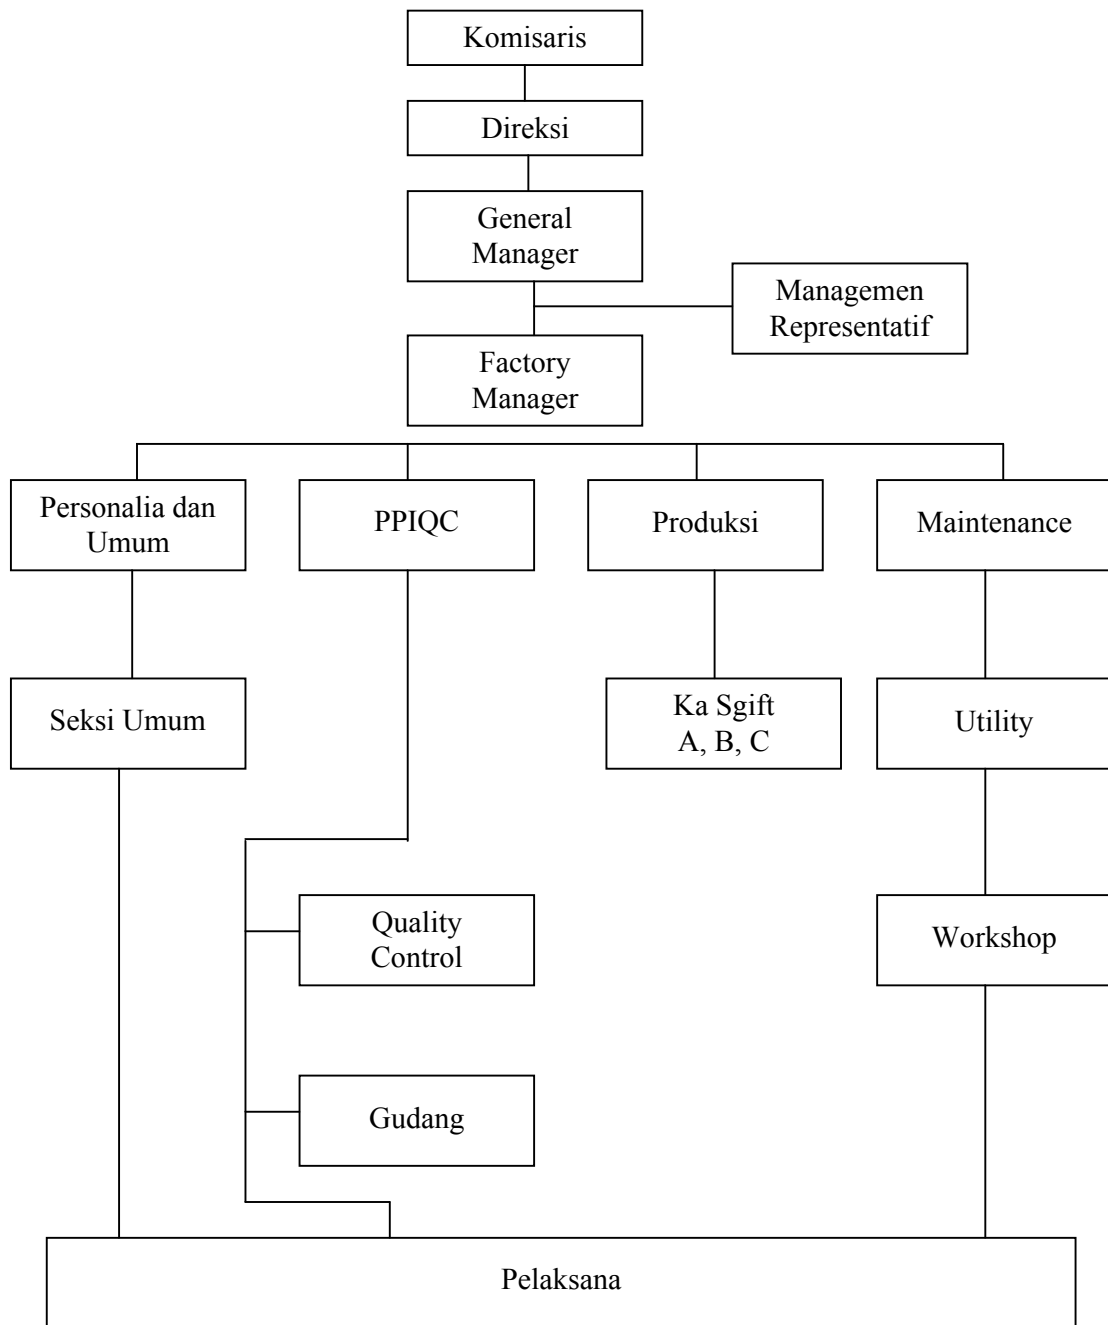 Komisaris
Direksi
General
Manager
Managemen
Representatif
Factory
Manager
Personalia dan
Umum
PPIQC
Produksi
Maintenance
Seksi Umum
Ka Sgift
A, B, C
Utility
Quality
Control
Workshop
Gudang
Pelaksana